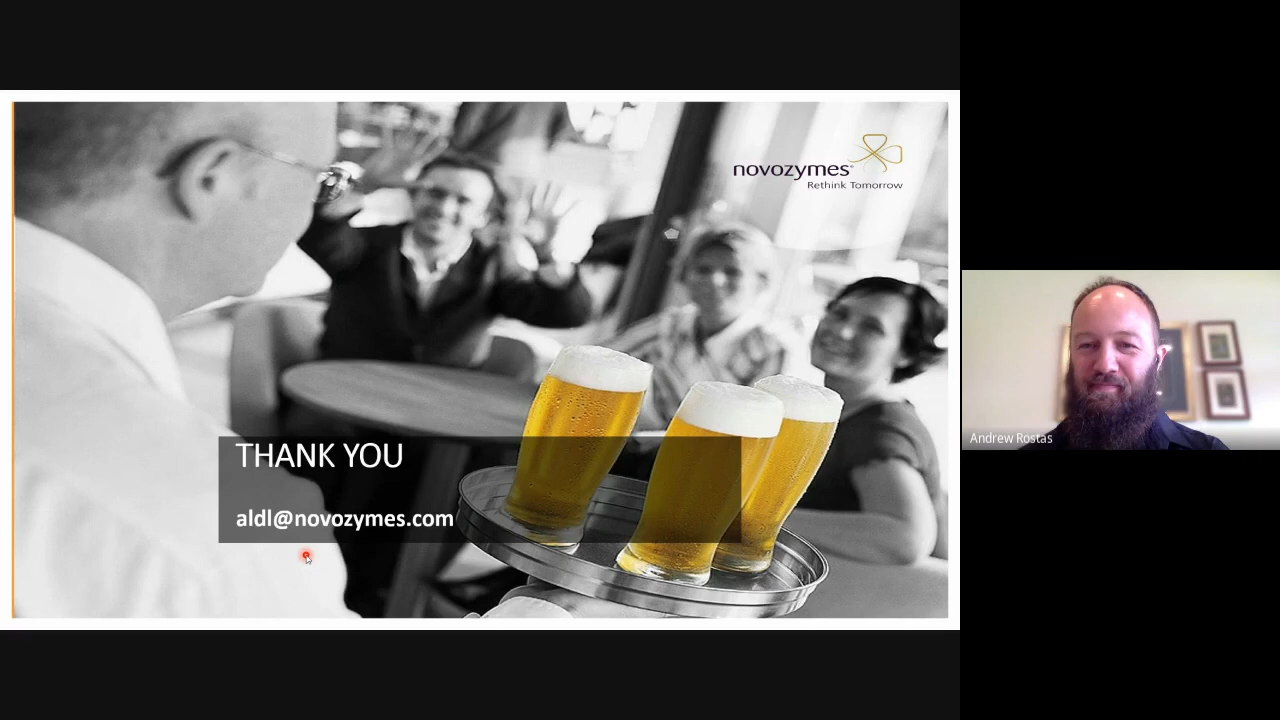 novozymes
Rethink Tomorrow
THANK YOU
aldl@novozymes.com
Andrew Rostas